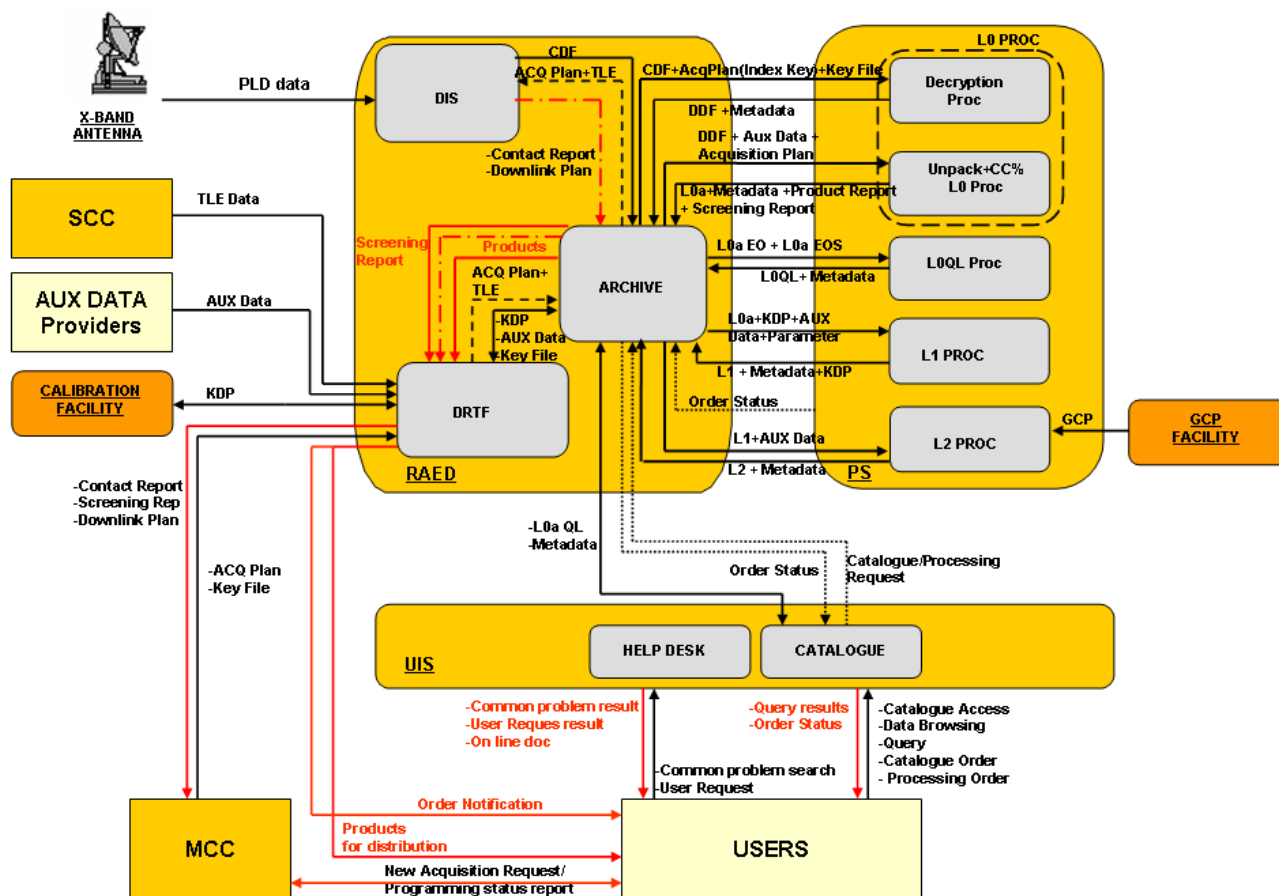 L0 PROC
CDF
ACQ Plan+TLE
CDF+AcqPlan(Index Key)+Key File
Decryption
Proc
PLD data
DIS
X-BAND
ANTENNA
DDF +Metadata
DDF + Aux Data +
Acquisition Plan
-Contact Report
-Downlink Plan
Unpack+CC%
L0 Proc
L0a+Metadata +Product Report
+ Screening Report
SCC
TLE Data
Screening
Report
Products
L0a EO + L0a EOS
L0QL Proc
L0QL+ Metadata
ACQ Plan+
TLE
ARCHIVE
AUX DATA
Providers
AUX Data
-KDP
-AUX Data
-Key File
L0a+KDP+AUX
Data+Parameter
L1 PROC
L1 + Metadata+KDP
CALIBRATION
FACILITY
KDP
DRTF
Order Status
GCP
GCP
FACILITY
L1+AUX Data
L2 PROC
L2 + Metadata
RAED
PS
-Contact Report
-Screening Rep
-Downlink Plan
-L0a QL
-Metadata
Order Status
Catalogue/Processing
Request
-ACQ Plan
-Key File
UIS
HELP DESK
CATALOGUE
-Common problem result
-User Reques result
-On line doc
-Query results
-Order Status
-Catalogue Access
-Data Browsing
-Query
-Catalogue Order
- Processing Order
-Common problem search
-User Request
Order Notification
Products
for distribution
MCC
USERS
New Acquisition Request/
Programming status report